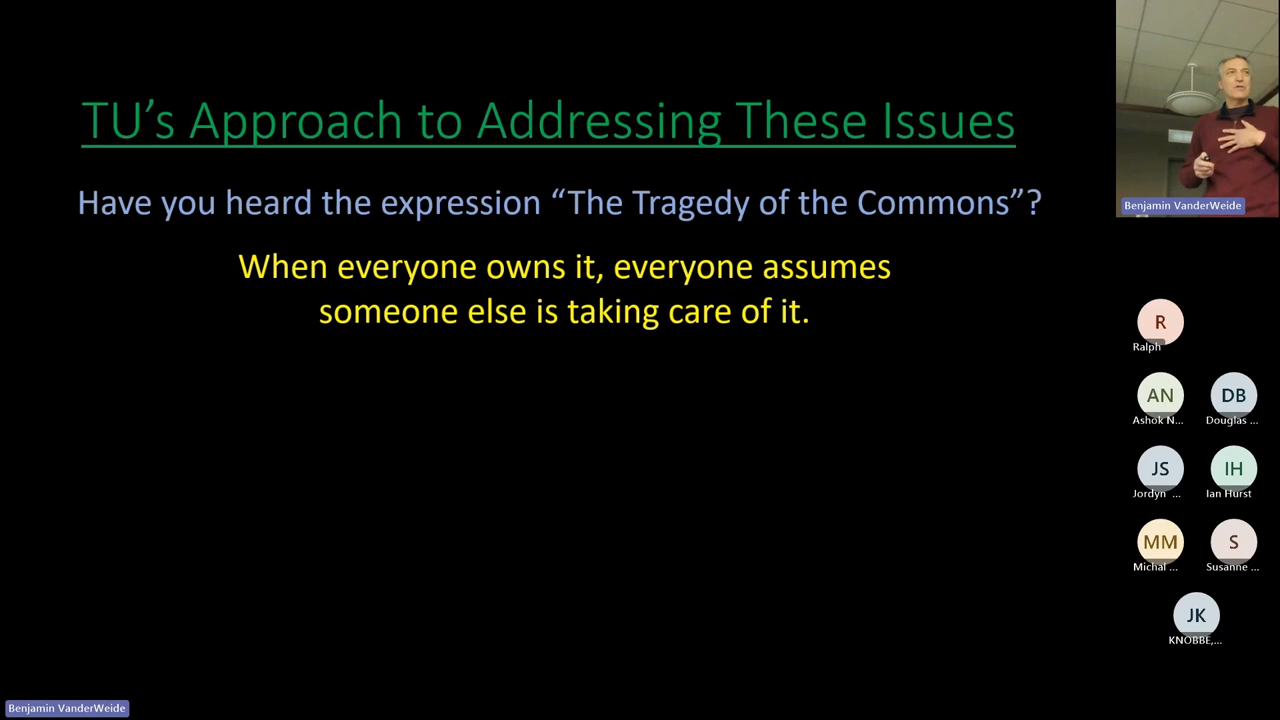 TU’s Approach to Addressing These Issues
Have you heard the expression “The Tragedy of the Commons”?
When everyone owns it, everyone assumes
someone else is taking care of it.
Benjamin VanderWeide
R
Ralph
AN
Ashok N...
DB
Douglas ...
JS
Jordyn ...
IH
Ian Hurst
MM
Michal ...
S
Susanne ...
JK
KNOBBE,...
Benjamin VanderWeide